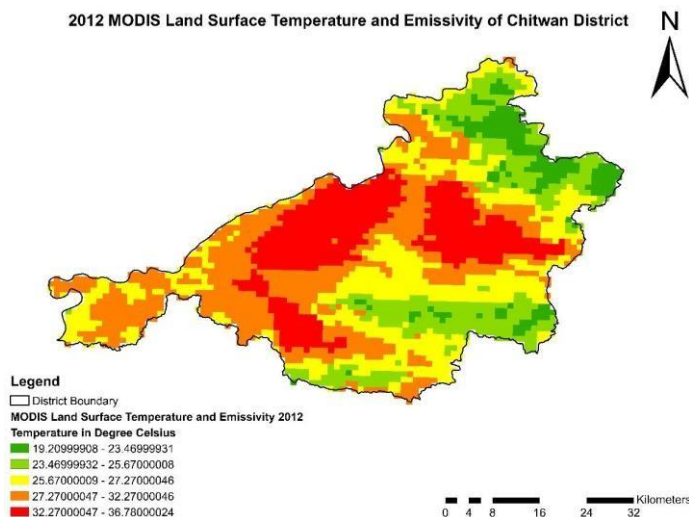 2012 MODIS Land Surface Temperature and Emissivity of Chitwan District
N
Legend
District Boundary
MODIS Land Surface Temperature and Emissivity 2012
Temperature in Degree Celsius
19.20999908 - 23.46999931
23.46999932 - 25.67000008
25.67000009 - 27.27000046
27.27000047 - 32.27000046
32.27000047 - 36.78000024
Kilometers
0 4 8 16 24 32